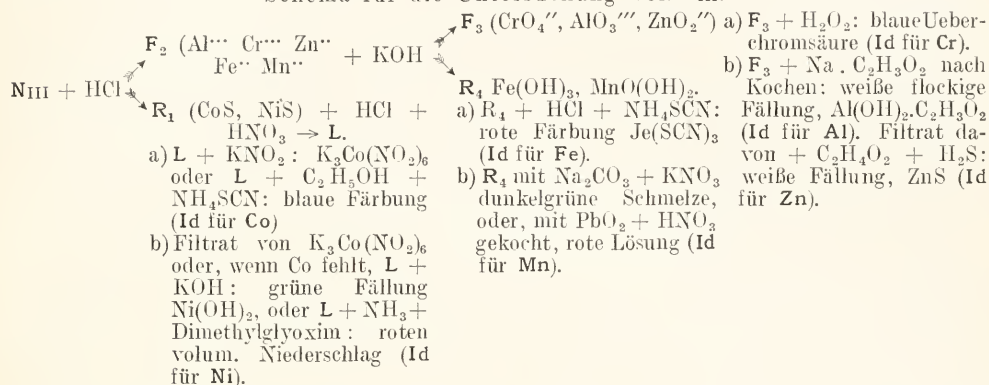 F₂ (Al··· Cr··· Zn··
Fe·· Mn··
+ KOH
N III + HCl
R₁ (CoS, NiS) + HCl +
HNO₃ → L.
a) L + KNO₂ : K₃Co(NO₂)₆
oder L + C₂H₅OH +
NH₄SCN: blaue Färbung
(Id für Co)
b) Filtrat von K₃Co(NO₂)₆
oder, wenn Co fehlt, L +
KOH: grüne Fällung
Ni(OH)₂, oder L + NH₃ +
Dimethylglyoxim: roten
volum. Niederschlag (Id
für Ni).
F₃ (CrO₄′′, AlO₃′′′, ZnO₂′′)
R₄ Fe(OH)₃, MnO(OH)₂.
a) R₄ + HCl + NH₄SCN:
rote Färbung Je(SCN)₃
(Id für Fe).
b) R₄ mit Na₂CO₃ + KNO₃
dunkelgrüne Schmelze,
oder, mit PbO₂ + HNO₃
gekocht, rote Lösung (Id
für Mn).
a) F₃ + H₂O₂: blaue Ueber-
chromsäure (Id für Cr).
b) F₃ + Na . C₂H₃O₂ nach
Kochen: weiße flockige
Fällung, Al(OH)₂.C₂H₃O₂
(Id für Al). Filtrat da-
von + C₂H₄O₂ + H₂S:
weiße Fällung, ZnS (Id
für Zn).